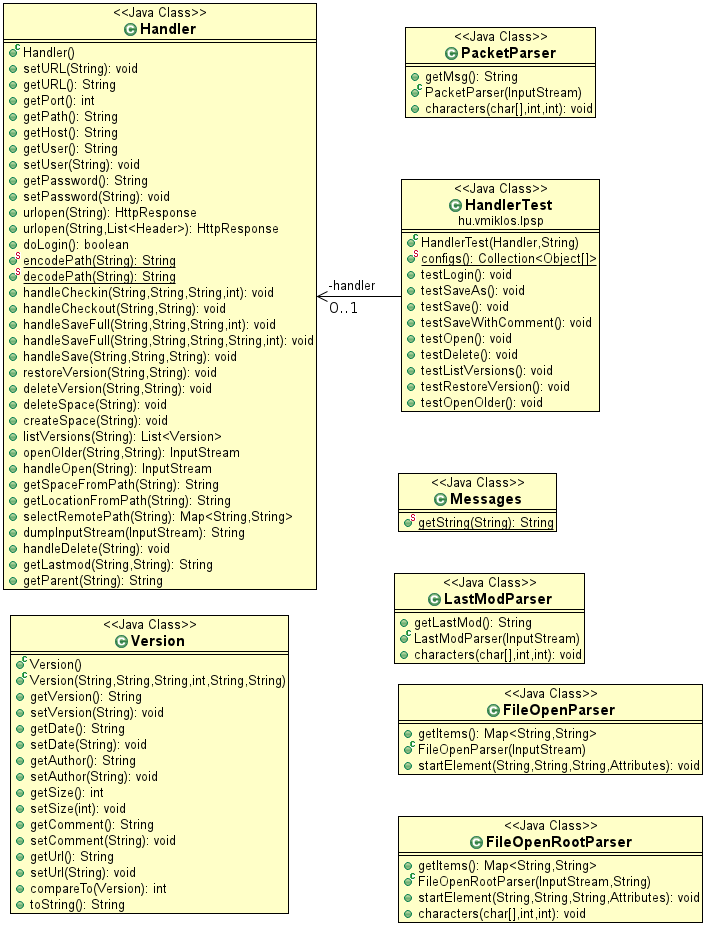 <<Java Class>>
Handler
Handler()
setURL(String): void
getURL(): String
getPort(): int
getPath(): String
getHost(): String
getUser(): String
setUser(String): void
getPassword(): String
setPassword(String): void
urlopen(String): HttpResponse
urlopen(String,List<Header>): HttpResponse
doLogin(): boolean
encodePath(String): String
decodePath(String): String
handleCheckin(String,String,String,int): void
handleCheckout(String,String): void
handleSaveFull(String,String,String,int): void
handleSaveFull(String,String,String,String,int): void
handleSave(String,String,String): void
restoreVersion(String,String): void
deleteVersion(String,String): void
deleteSpace(String): void
createSpace(String): void
listVersions(String): List<Version>
openOlder(String,String): InputStream
handleOpen(String): InputStream
getSpaceFromPath(String): String
getLocationFromPath(String): String
selectRemotePath(String): Map<String,String>
dumpInputStream(InputStream): String
handleDelete(String): void
getLastmod(String,String): String
getParent(String): String
<<Java Class>>
PacketParser
getMsg(): String
PacketParser(InputStream)
characters(char[],int,int): void
-handler
0..1
<<Java Class>>
HandlerTest
hu.vmiklos.lpsp
HandlerTest(Handler,String)
configs(): Collection<Object[]>
testLogin(): void
testSaveAs(): void
testSave(): void
testSaveWithComment(): void
testOpen(): void
testDelete(): void
testListVersions(): void
testRestoreVersion(): void
testOpenOlder(): void
<<Java Class>>
Messages
getString(String): String
<<Java Class>>
LastModParser
getLastMod(): String
LastModParser(InputStream)
characters(char[],int,int): void
<<Java Class>>
Version
Version()
Version(String,String,String,int,String,String)
getVersion(): String
setVersion(String): void
getDate(): String
setDate(String): void
getAuthor(): String
setAuthor(String): void
getSize(): int
setSize(int): void
getComment(): String
setComment(String): void
getUrl(): String
setUrl(String): void
compareTo(Version): int
toString(): String
<<Java Class>>
FileOpenParser
getItems(): Map<String,String>
FileOpenParser(InputStream)
startElement(String,String,String,Attributes): void
<<Java Class>>
FileOpenRootParser
getItems(): Map<String,String>
FileOpenRootParser(InputStream,String)
startElement(String,String,String,Attributes): void
characters(char[],int,int): void